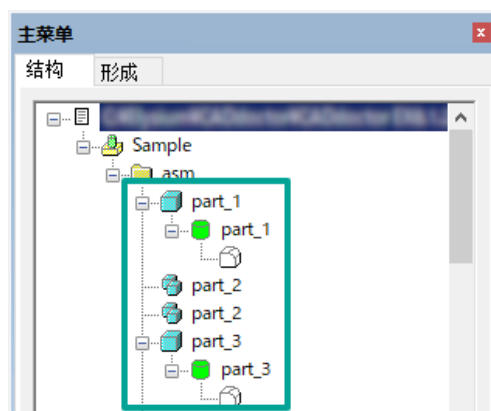 主菜单
结构
形成
Sample
asm
part_1
part_1
part_2
part_2
part_3
part_3